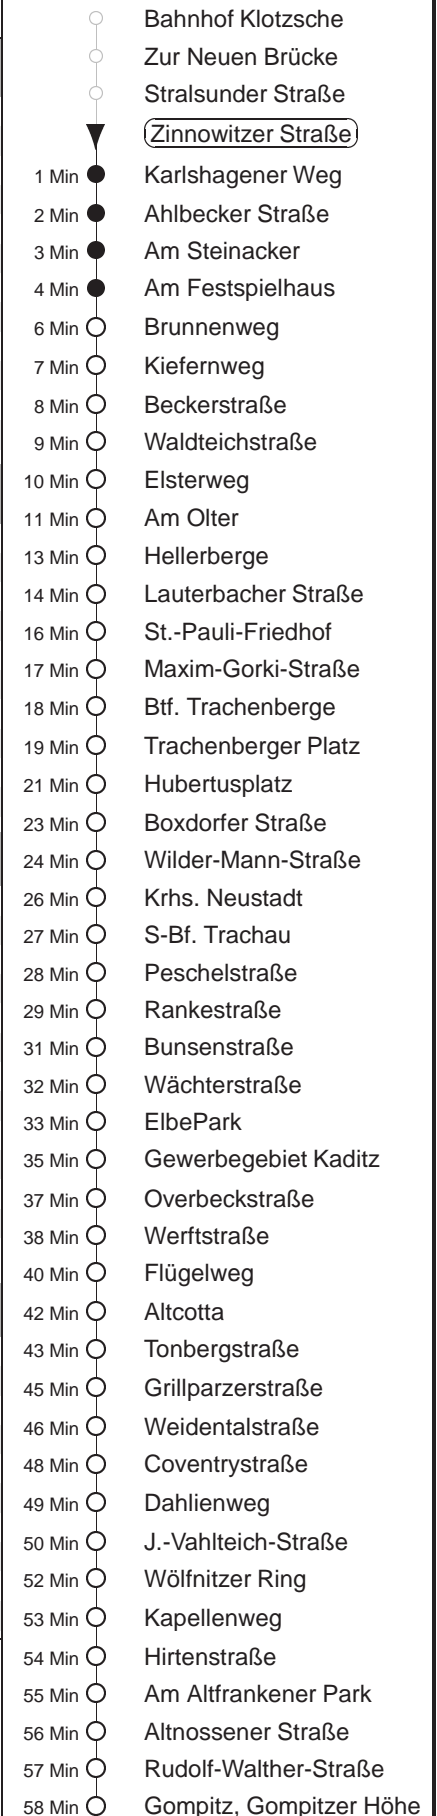 Bahnhof Klotzsche
Zur Neuen Brücke
Stralsunder Straße
Zinnowitzer Straße
1 Min Karlshagener Weg
2 Min Ahlbecker Straße
3 Min Am Steinacker
4 Min Am Festspielhaus
6 Min Brunnenweg
7 Min Kiefernweg
8 Min Beckerstraße
9 Min Waldteichstraße
10 Min Elsterweg
11 Min Am Olter
13 Min Hellerberge
14 Min Lauterbacher Straße
16 Min St.-Pauli-Friedhof
17 Min Maxim-Gorki-Straße
18 Min Btf. Trachenberge
19 Min Trachenberger Platz
21 Min Hubertusplatz
23 Min Boxdorfer Straße
24 Min Wilder-Mann-Straße
26 Min Krhs. Neustadt
27 Min S-Bf. Trachau
28 Min Peschelstraße
29 Min Rankestraße
31 Min Bunsenstraße
32 Min Wächterstraße
33 Min ElbePark
35 Min Gewerbegebiet Kaditz
37 Min Overbeckstraße
38 Min Werftstraße
40 Min Flügelweg
42 Min Altcotta
43 Min Tonbergstraße
45 Min Grillparzerstraße
46 Min Weidentalstraße
48 Min Coventrystraße
49 Min Dahlienweg
50 Min J.-Vahlteich-Straße
52 Min Wölfnitzer Ring
53 Min Kapellenweg
54 Min Hirtenstraße
55 Min Am Altfrankener Park
56 Min Altnossener Straße
57 Min Rudolf-Walther-Straße
58 Min Gompitz, Gompitzer Höhe